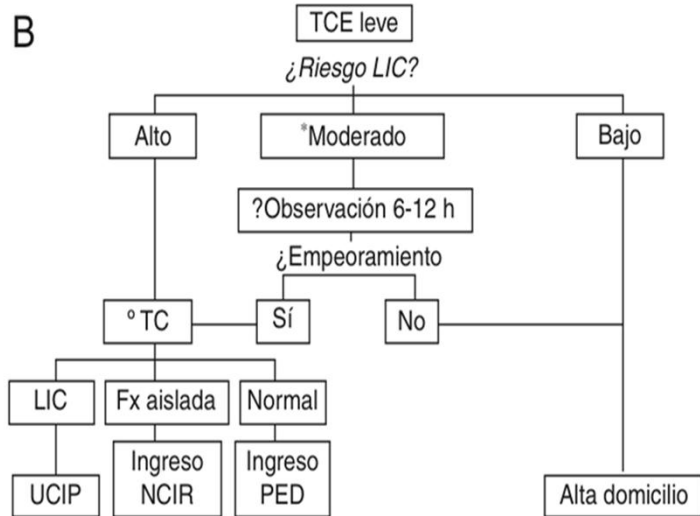 B
TCE leve
¿Riesgo LIC?
Alto
*Moderado
Bajo
?Observación 6-12 h
¿Empeoramiento
º TC
Sí
No
LIC
Fx aislada
Normal
UCIP
Ingreso
NCIR
Ingreso
PED
Alta domicilio